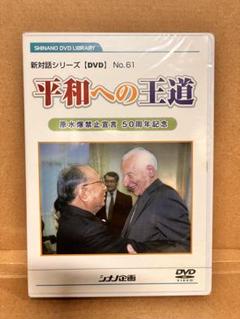 SHINANO DVD LIBRARY
新対話シリーズ【DVD】 No.61
平和への王道
原水爆禁止宣言 50周年記念
シナノ企画
DVD
VIDEO